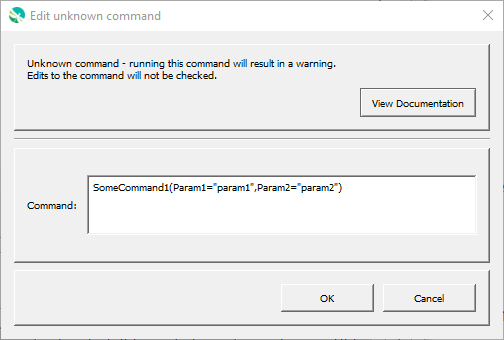 Edit unknown command
Unknown command - running this command will result in a warning.
Edits to the command will not be checked.
View Documentation
Command:
SomeCommand1(Param1="param1",Param2="param2")
OK
Cancel